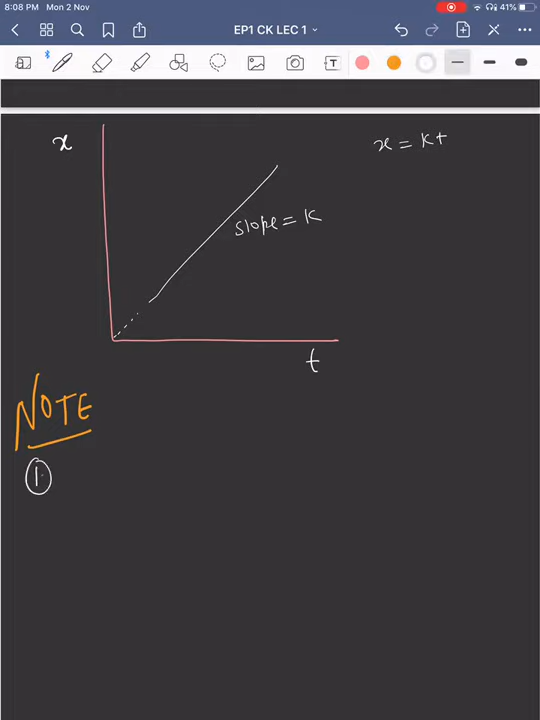 8:08 PM Mon 2 Nov 41%
EP1 CK LEC 1
T
x
x = Kt
slope = K
t
NOTE
1